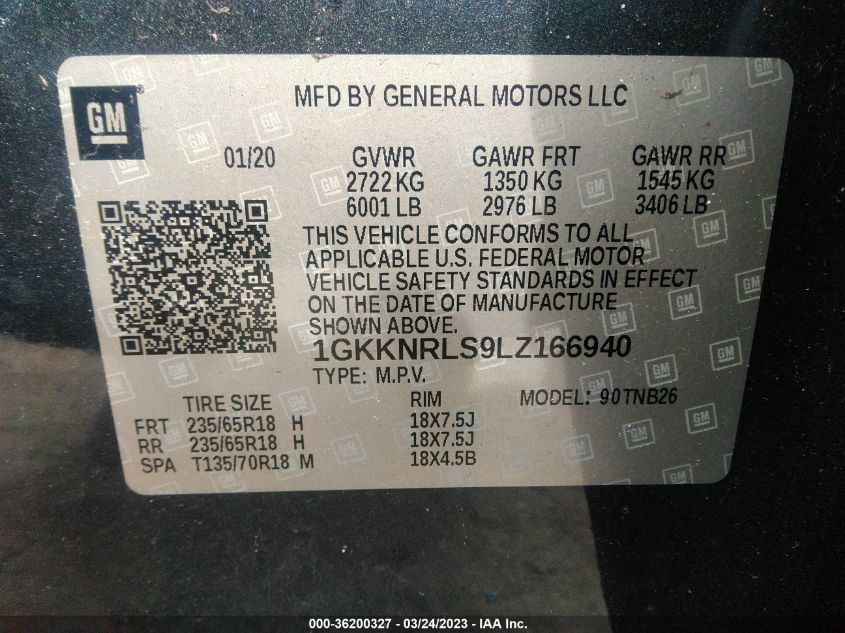 GM
MFD BY GENERAL MOTORS LLC
01/20 GVWR GAWR FRT GAWR RR
2722 KG 1350 KG 1545 KG
6001 LB 2976 LB 3406 LB
THIS VEHICLE CONFORMS TO ALL
APPLICABLE U.S. FEDERAL MOTOR
VEHICLE SAFETY STANDARDS IN EFFECT
ON THE DATE OF MANUFACTURE
SHOWN ABOVE.
1GKKNRLS9LZ166940
TYPE: M.P.V. MODEL: 90TNB26
TIRE SIZE RIM
FRT 235/65R18 H 18X7.5J
RR 235/65R18 H 18X7.5J
SPA T135/70R18 M 18X4.5B
000-36200327 / 03/24/2023 - © IAA Inc.